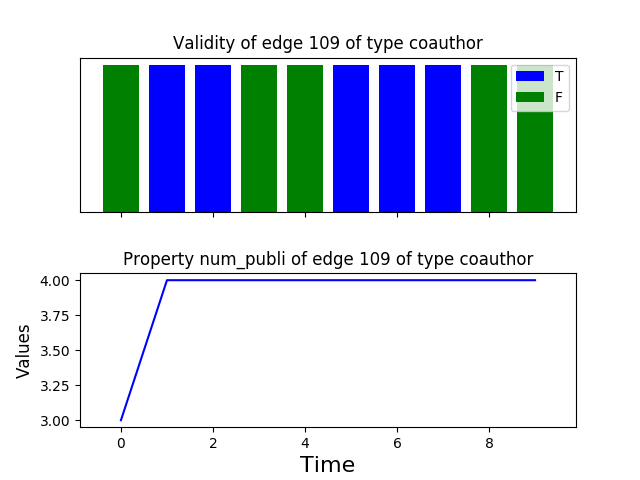 Validity of edge 109 of type coauthor
T
F
Property num_publi of edge 109 of type coauthor
4.00
3.75
3.50
3.25
3.00
Values
0 2 4 6 8
Time